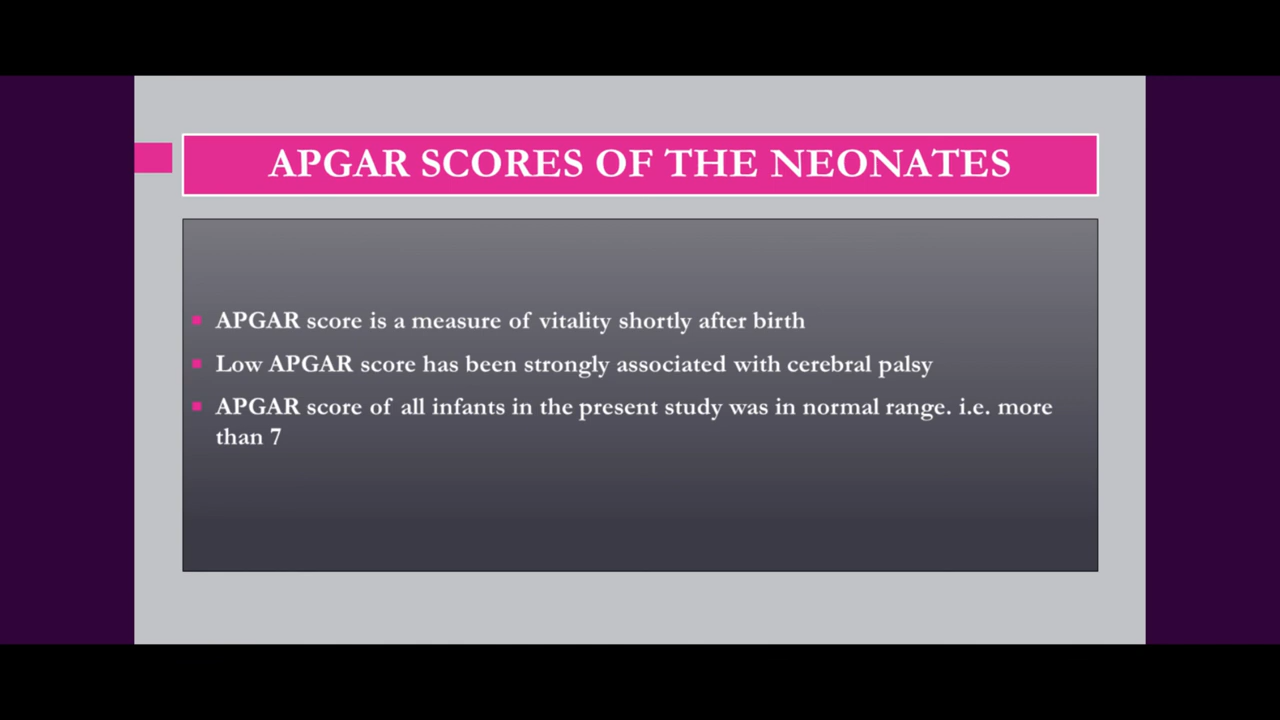 APGAR SCORES OF THE NEONATES
APGAR score is a measure of vitality shortly after birth
Low APGAR score has been strongly associated with cerebral palsy
APGAR score of all infants in the present study was in normal range. i.e. more
than 7